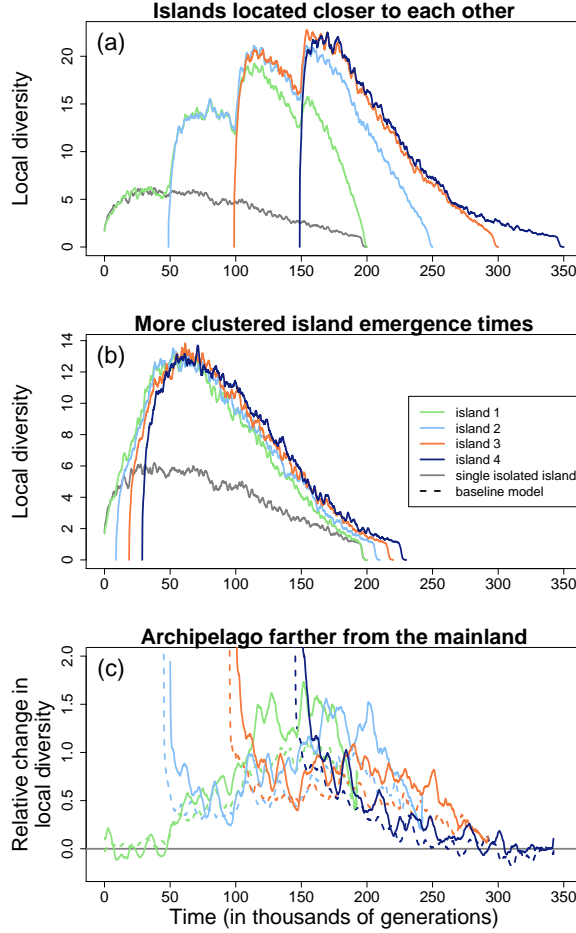 Islands located closer to each other
(a)
Local diversity
20
15
10
5
0
0 50 100 150 200 250 300 350
More clustered island emergence times
(b)
Local diversity
14
12
10
8
6
4
2
0
island 1
island 2
island 3
island 4
single isolated island
baseline model
0 50 100 150 200 250 300 350
Archipelago farther from the mainland
(c)
Relative change in
local diversity
2.0
1.5
1.0
0.5
0.0
0 50 100 150 200 250 300 350
Time (in thousands of generations)